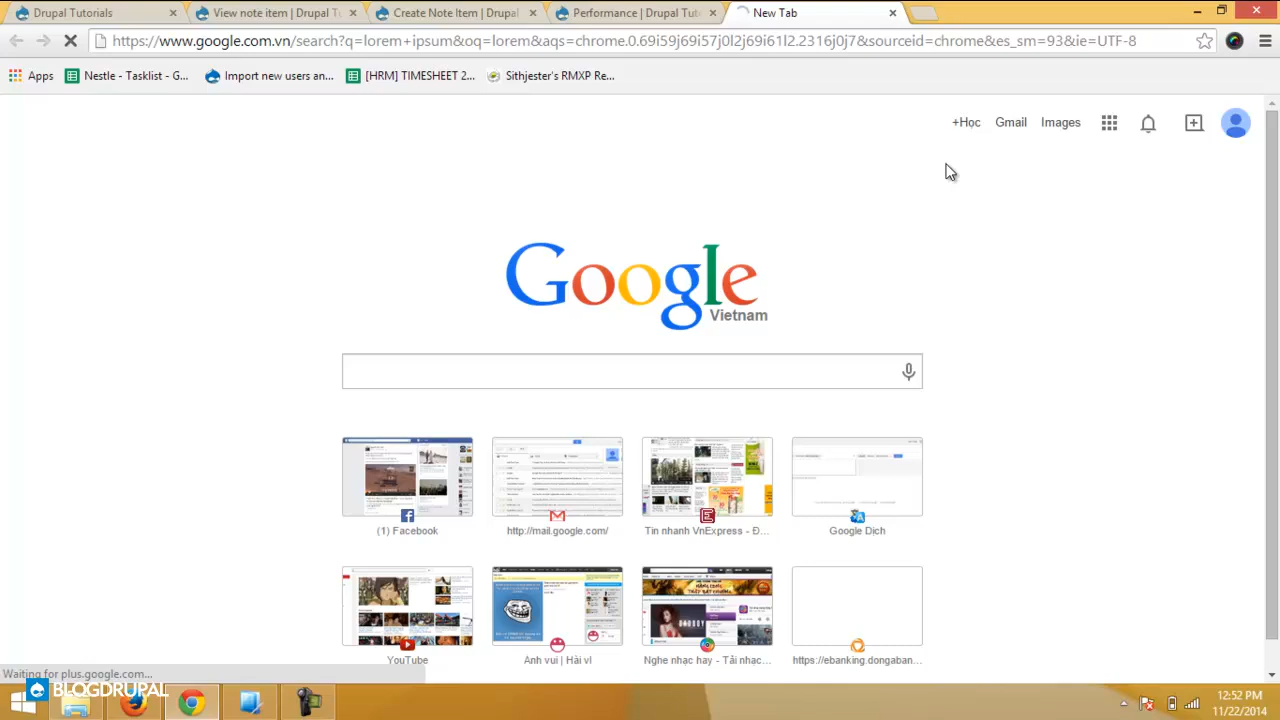 Drupal Tutorials
View note item | Drupal T
Create Note Item | Drupal
Performance | Drupal Tut
New Tab
https://www.google.com.vn/search?q=lorem+ipsum&oq=lorem&aqs=chrome.0.69i59j69i57j0l2j69i61l2.2316j0j7&sourceid=chrome&es_sm=93&ie=UTF-8
Apps
Nestle - Tasklist - G...
Import new users an...
[HRM] TIMESHEET 2...
Sithjester's RMXP Re...
+Học
Gmail
Images
Google
Vietnam
(1) Facebook
http://mail.google.com/
Tin nhanh VnExpress - Đ...
Google Dịch
YouTube
Ảnh vui | Hài vl
Nghe nhạc hay - Tải nhạc...
https://ebanking.dongaban...
Waiting for plus.google.com...
BLOGDRUPAL
12:52 PM
11/22/2014